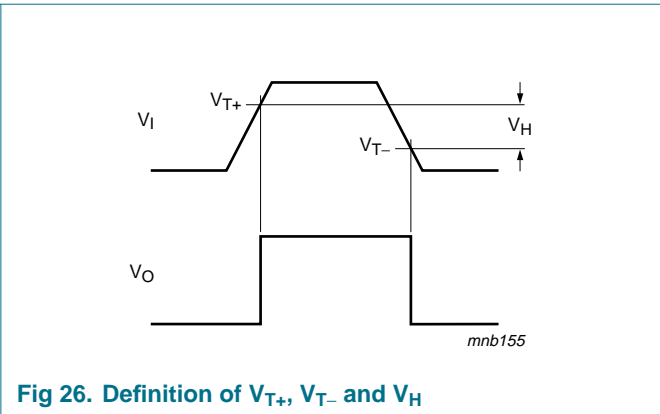 VT+
VI
VH
VT−
VO
mnb155
Fig 26. Definition of VT+, VT− and VH